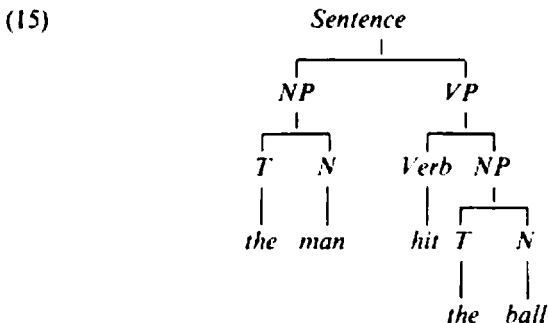 (15) Sentence
NP VP
T N Verb NP
the man hit T N
the ball